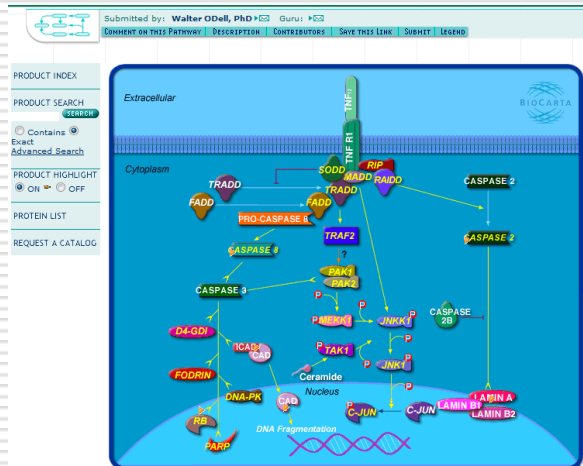 Submitted by: Walter ODell, PhD Guru:
COMMENT ON THIS PATHWAY | DESCRIPTION | CONTRIBUTORS | SAVE THIS LINK | SUBMIT | LEGEND
PRODUCT INDEX
PRODUCT SEARCH
SEARCH
Contains
Exact
Advanced Search
PRODUCT HIGHLIGHT
ON OFF
PROTEIN LIST
REQUEST A CATALOG
Extracellular
BIOCARTA
TNF
TNF R1
Cytoplasm
SODD
RIP
MADD
RAIDD
TRADD
TRADD
FADD
FADD
CASPASE 2
PRO-CASPASE 8
TRAF2
CASPASE 2
CASPASE 8
?
PAK1
PAK2
CASPASE 3
P
P
P
MEKK1
JNKK1
CASPASE
2B
D4-GDI
P
P
ICAD
CAD
TAK1
P
JNK1
P
Ceramide
FODRIN
P
Nucleus
DNA-PK
CAD
P
C-JUN
C-JUN
LAMIN A
LAMIN B1
LAMIN B2
RB
DNA Fragmentation
PARP